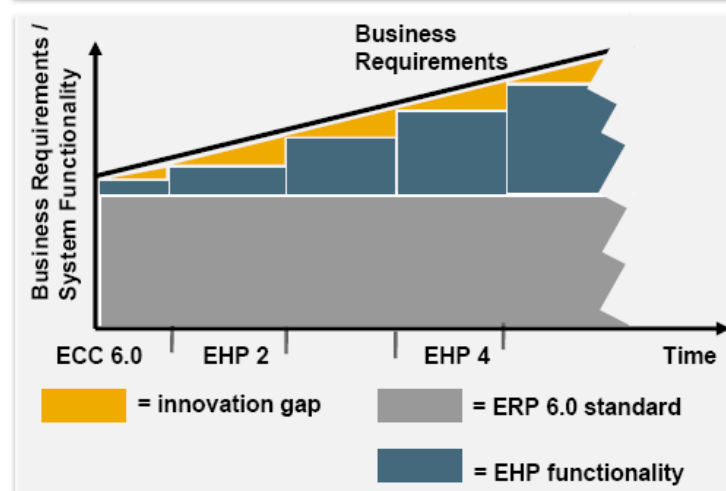 Business
Requirements
Business Requirements /
System Functionality
ECC 6.0
EHP 2
EHP 4
Time
= innovation gap
= ERP 6.0 standard
= EHP functionality